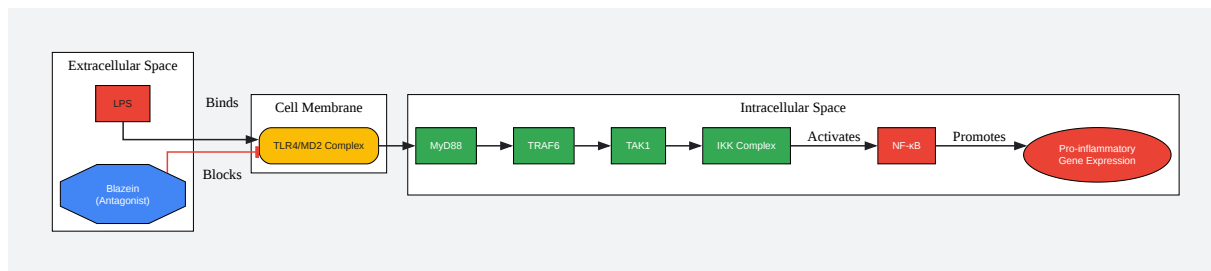 Extracellular Space
LPS
Blazein
(Antagonist)
Binds
Blocks
Cell Membrane
TLR4/MD2 Complex
Intracellular Space
MyD88
TRAF6
TAK1
IKK Complex
Activates
NF-κB
Promotes
Pro-inflammatory
Gene Expression